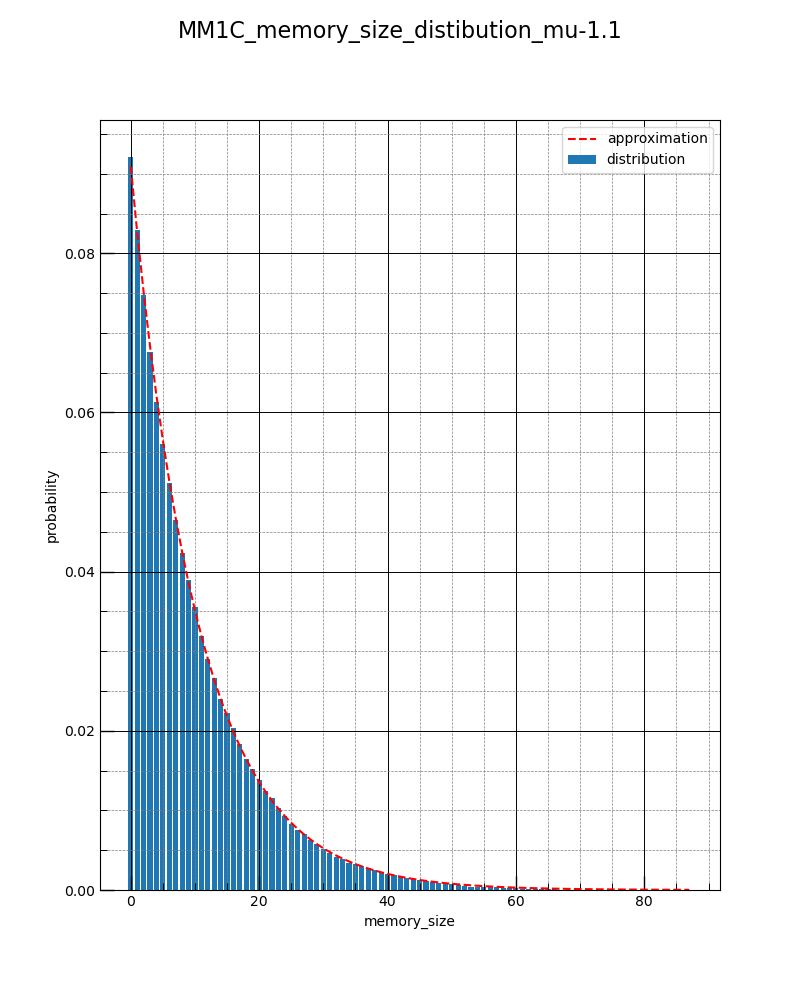 MM1C_memory_size_distibution_mu-1.1
approximation
distribution
0.08
0.06
0.04
0.02
0.00
probability
0 20 40 60 80
memory_size